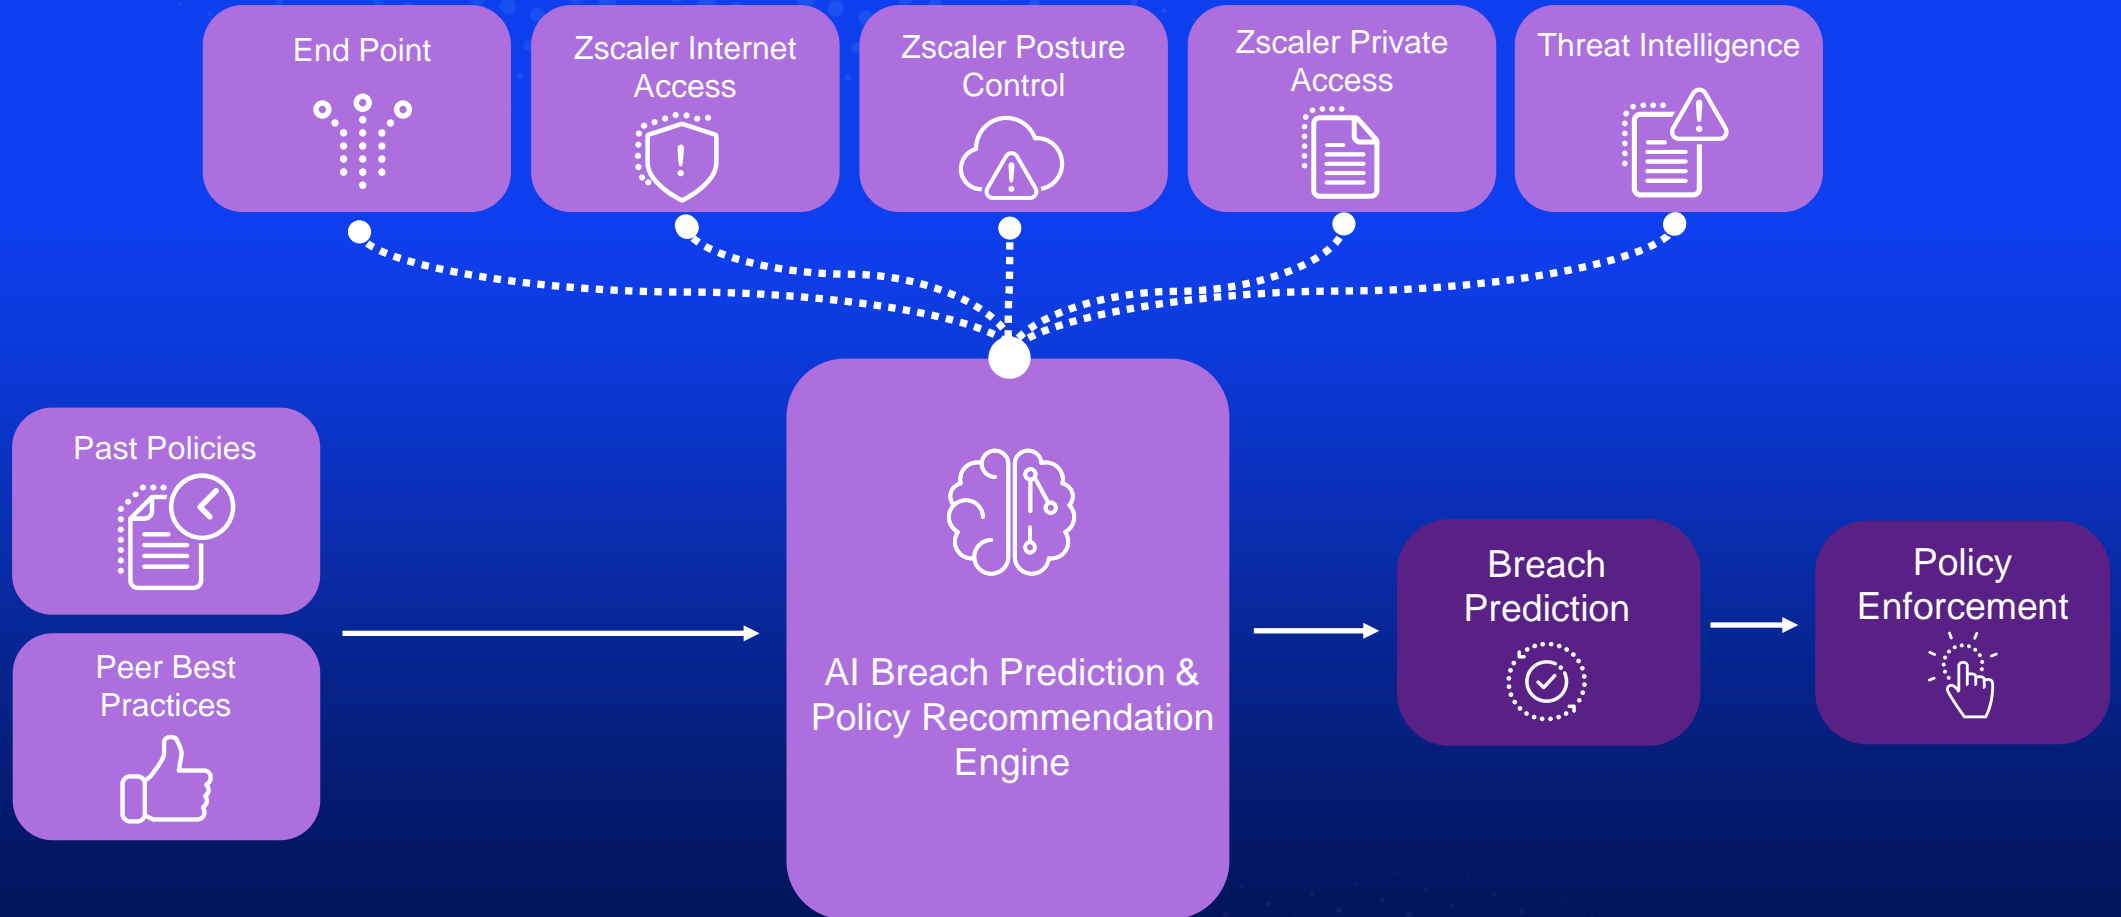 End Point
Zscaler Internet
Access
Zscaler Posture
Control
Zscaler Private
Access
Threat Intelligence
Past Policies
Peer Best
Practices
AI Breach Prediction &
Policy Recommendation
Engine
Breach
Prediction
Policy
Enforcement